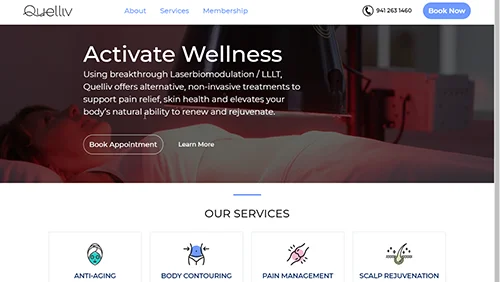 Quelliv
About Services Membership 941 263 1460 Book Now
Activate Wellness
Using breakthrough Laserbiomodulation / LLLT,
Quelliv offers alternative, non-invasive treatments to
support pain relief, skin health and elevates your
body's natural ability to renew and rejuvenate.
Book Appointment Learn More
OUR SERVICES
ANTI-AGING BODY CONTOURING PAIN MANAGEMENT SCALP REJUVENATION